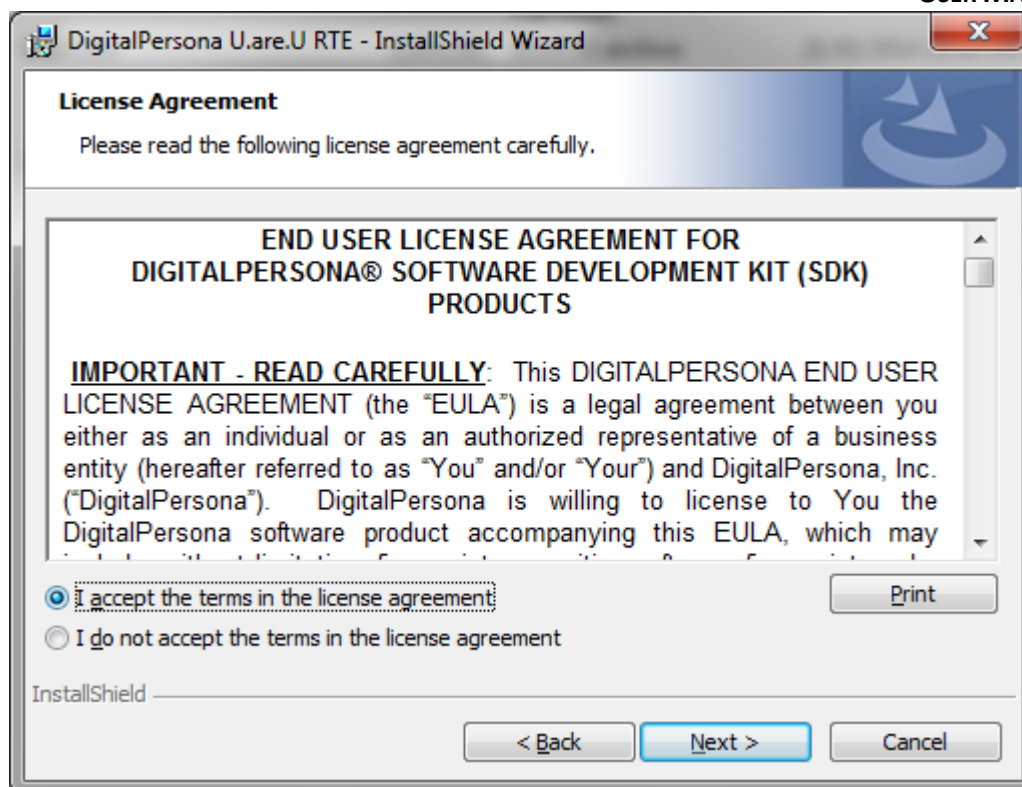 DigitalPersona U.are.U RTE - InstallShield Wizard
License Agreement
Please read the following license agreement carefully.
END USER LICENSE AGREEMENT FOR
DIGITALPERSONA® SOFTWARE DEVELOPMENT KIT (SDK)
PRODUCTS
IMPORTANT - READ CAREFULLY: This DIGITALPERSONA END USER
LICENSE AGREEMENT (the “EULA”) is a legal agreement between you
either as an individual or as an authorized representative of a business
entity (hereafter referred to as “You” and/or “Your”) and DigitalPersona, Inc.
(“DigitalPersona”). DigitalPersona is willing to license to You the
DigitalPersona software product accompanying this EULA, which may
I accept the terms in the license agreement
Print
I do not accept the terms in the license agreement
InstallShield
< Back
Next >
Cancel